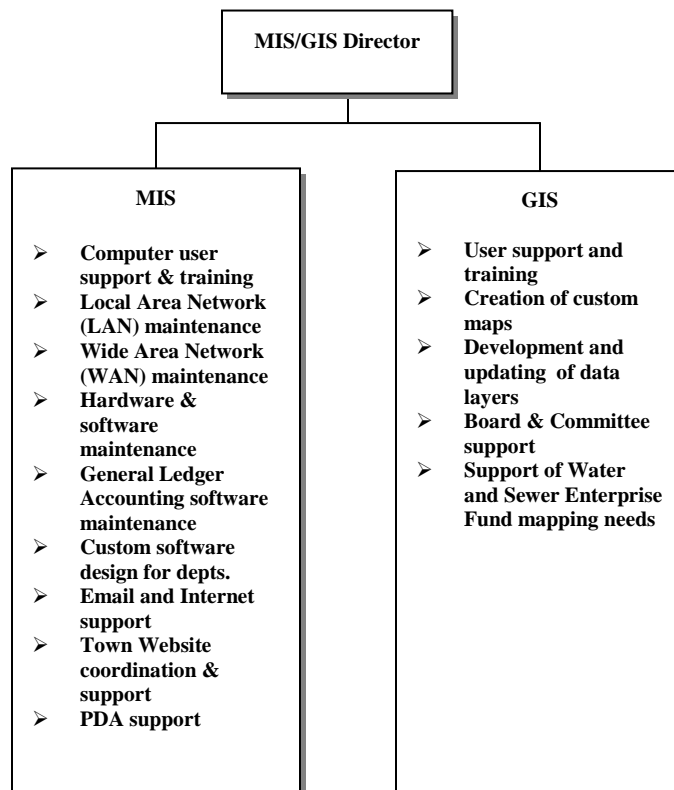 MIS/GIS Director
MIS
➢ Computer user
support & training
➢ Local Area Network
(LAN) maintenance
➢ Wide Area Network
(WAN) maintenance
➢ Hardware &
software
maintenance
➢ General Ledger
Accounting software
maintenance
➢ Custom software
design for depts.
➢ Email and Internet
support
➢ Town Website
coordination &
support
➢ PDA support
GIS
➢ User support and
training
➢ Creation of custom
maps
➢ Development and
updating of data
layers
➢ Board & Committee
support
➢ Support of Water
and Sewer Enterprise
Fund mapping needs